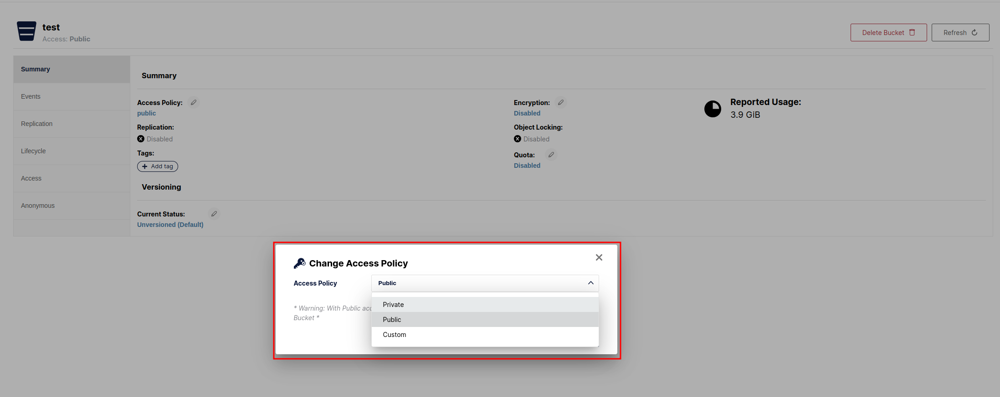 test
Access: Public
Delete Bucket
Refresh
Summary
Events
Replication
Lifecycle
Access
Anonymous
Summary
Access Policy:
public
Replication:
Disabled
Tags:
Add tag
Encryption:
Disabled
Object Locking:
Disabled
Quota:
Disabled
Reported Usage:
3.9 GiB
Versioning
Current Status:
Unversioned (Default)
Change Access Policy
Access Policy
Public
Private
Public
Custom
* Warning: With Public
Bucket *